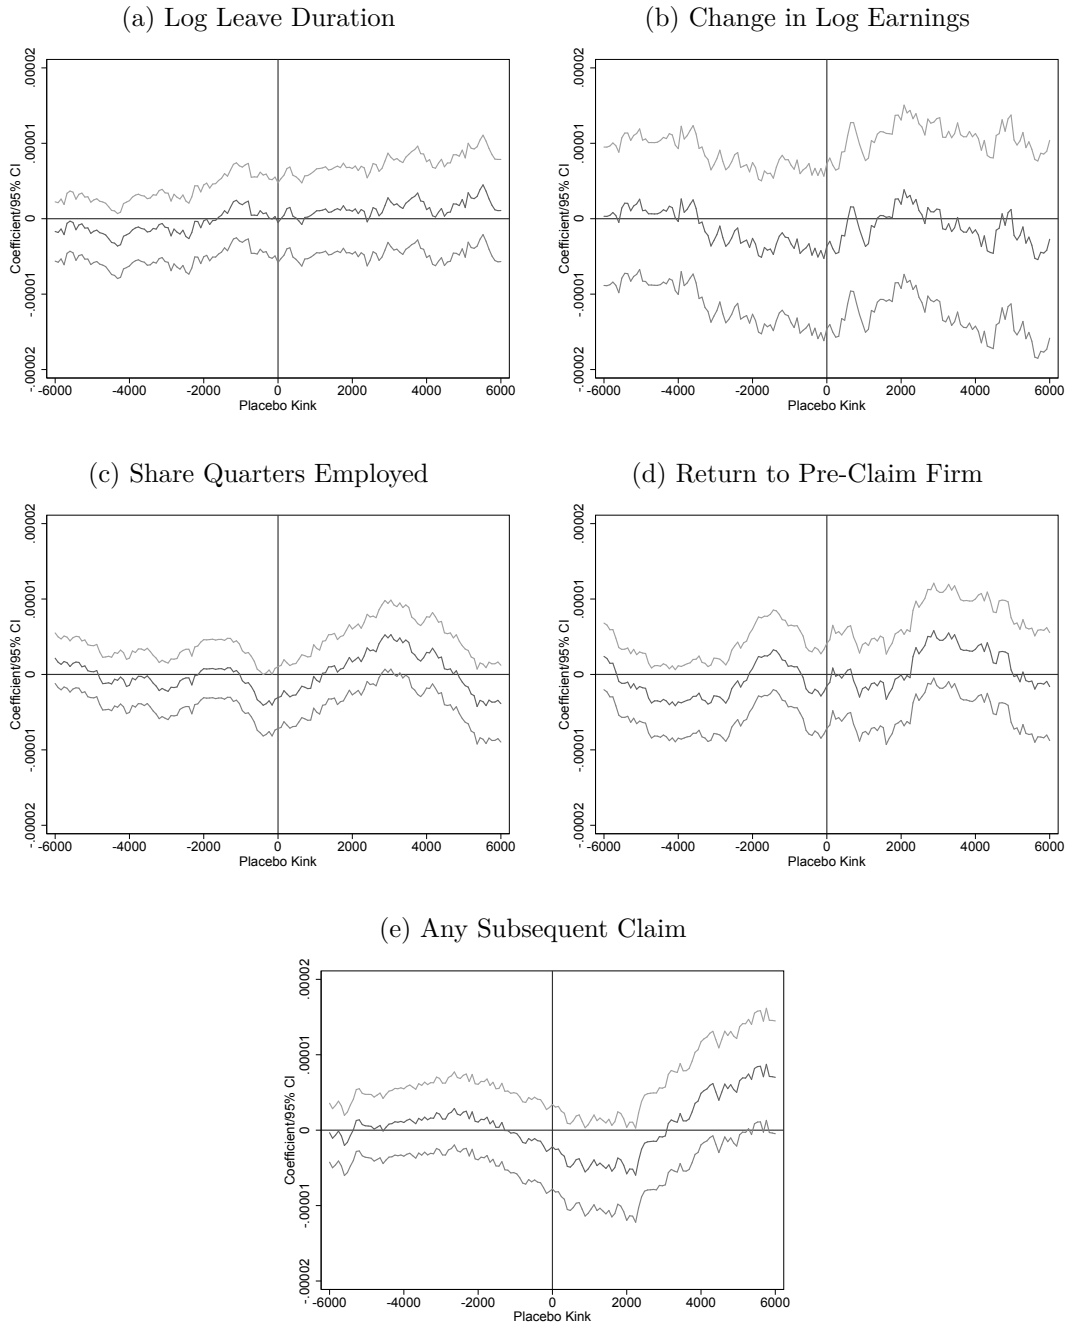 (a) Log Leave Duration
Coefficient/95% CI
.00002
.00001
0
-.00001
-.00002
-6000 -4000 -2000 0 2000 4000 6000
Placebo Kink
(b) Change in Log Earnings
Coefficient/95% CI
.00002
.00001
0
-.00001
-.00002
-6000 -4000 -2000 0 2000 4000 6000
Placebo Kink
(c) Share Quarters Employed
Coefficient/95% CI
.00002
.00001
0
-.00001
-.00002
-6000 -4000 -2000 0 2000 4000 6000
Placebo Kink
(d) Return to Pre-Claim Firm
Coefficient/95% CI
.00002
.00001
0
-.00001
-.00002
-6000 -4000 -2000 0 2000 4000 6000
Placebo Kink
(e) Any Subsequent Claim
Coefficient/95% CI
.00002
.00001
0
-.00001
-.00002
-6000 -4000 -2000 0 2000 4000 6000
Placebo Kink